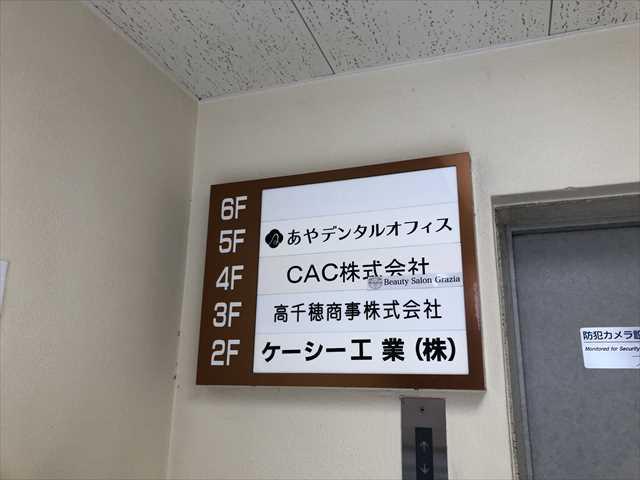 6F
5F あやデンタルオフィス
4F CAC株式会社
Beauty Salon Grazia
3F 高千穂商事株式会社
2F ケーシー工業(株)
防犯カメラ
Monitored for Security